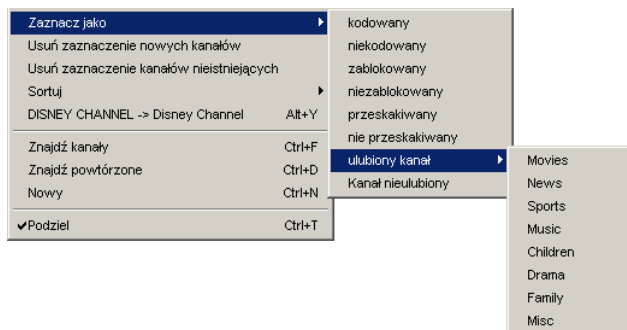 Zaznacz jako
Usuń zaznaczenie nowych kanałów
Usuń zaznaczenie kanałów nieistniejących
Sortuj
DISNEY CHANNEL -> Disney Channel Alt+Y
Znajdź kanały Ctrl+F
Znajdź powtórzone Ctrl+D
Nowy Ctrl+N
Podziel Ctrl+T
kodowany
niekodowany
zablokowany
niezablokowany
przeskakiwany
nie przeskakiwany
ulubiony kanał
Kanał nieulubiony
Movies
News
Sports
Music
Children
Drama
Family
Misc